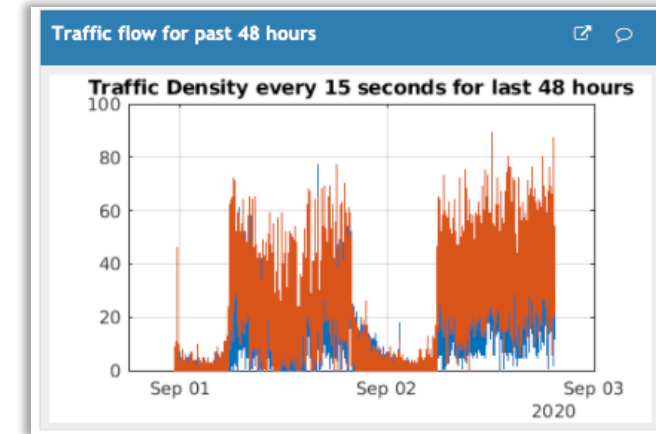 Traffic flow for past 48 hours
Traffic Density every 15 seconds for last 48 hours
100
80
60
40
20
0
Sep 01 Sep 02 Sep 03
2020